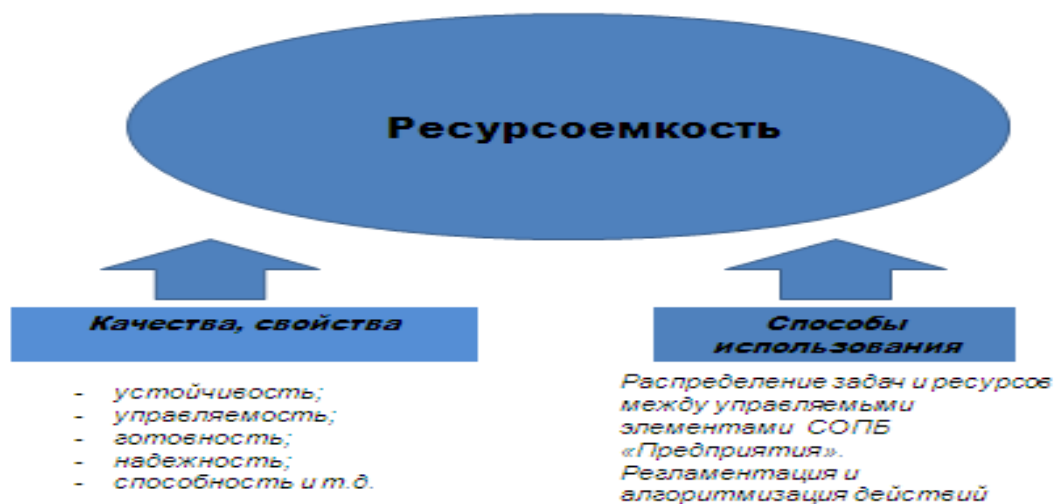 Ресурсоемкость
Качества, свойства
- устойчивость;
- управляемость;
- готовность;
- надежность;
- способность и т.д.
Способы
использования
Распределение задач и ресурсов
между управляемыми
элементами СОПБ
«Предприятия».
Регламентация и
алгоритмизация действий